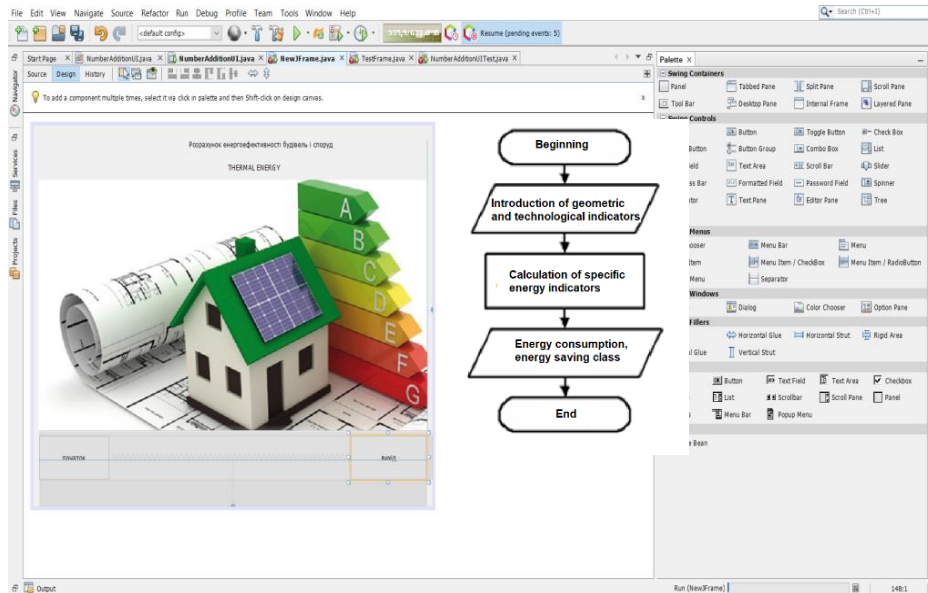 File Edit View Navigate Source Refactor Run Debug Profile Team Tools Window Help
Search (Ctrl+I)
<default config>
Resume (pending events: 5)
Start Page NumberAdditionUI.java NumberAdditionUI.java NewJFrame.java TestFrame.java NumberAdditionUITest.java
Source Design History
To add a component multiple times, select it via click in palette and then Shift-click on design canvas.
Navigator
Services
Files
Projects
Розрахунок енергоефективності будівель і споруд
THERMAL ENERGY
A
B
C
D
E
F
G
ПОЧАТОК
ВИХІД
Beginning
Introduction of geometric
and technological indicators
Calculation of specific
energy indicators
Energy consumption,
energy saving class
End
Palette
Swing Containers
Panel Tabbed Pane Split Pane Scroll Pane
Tool Bar Desktop Pane Internal Frame Layered Pane
Button Toggle Button Check Box
Button Button Group Combo Box List
Text Area Scroll Bar Slider
Bar Formatted Field Password Field Spinner
Text Pane Editor Pane Tree
Menus
Menu Bar Menu
Menu Item / CheckBox Menu Item / RadioButton
Menu Separator
Windows
Dialog Color Chooser Option Pane
Fillers
Horizontal Glue Horizontal Strut Rigid Area
Glue Vertical Strut
Button Text Field Text Area Checkbox
List Scrollbar Scroll Pane Panel
Menu Bar Popup Menu
Bean
Output
Run (NewJFrame)
148:1